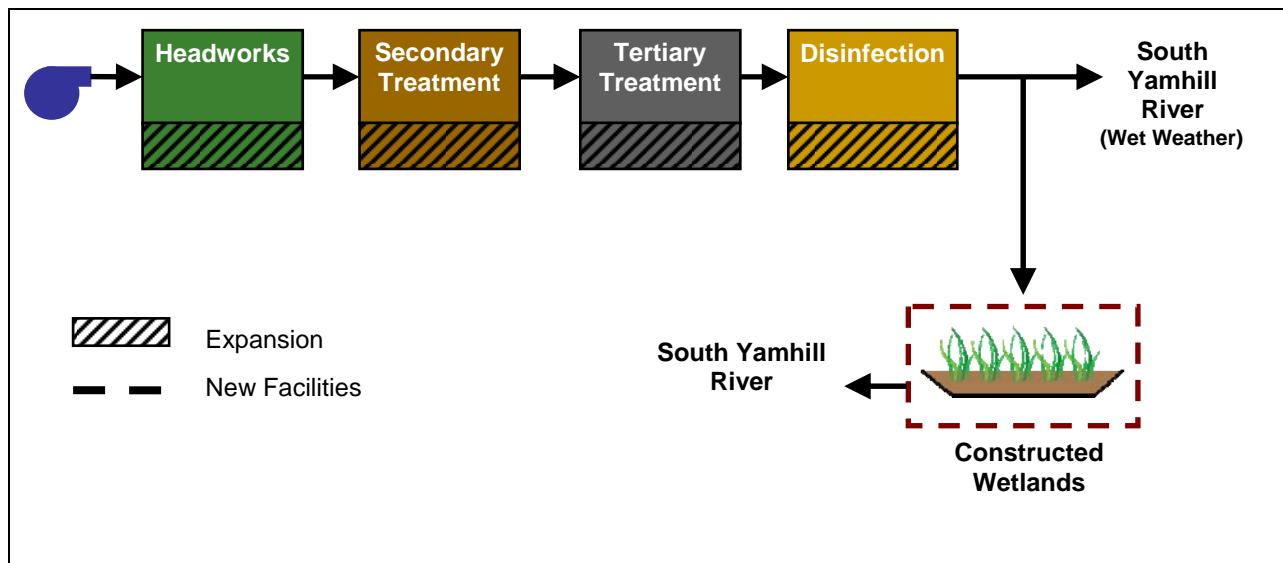 Headworks
Secondary
Treatment
Tertiary
Treatment
Disinfection
South
Yamhill
River
(Wet Weather)
Expansion
New Facilities
South Yamhill
River
Constructed
Wetlands